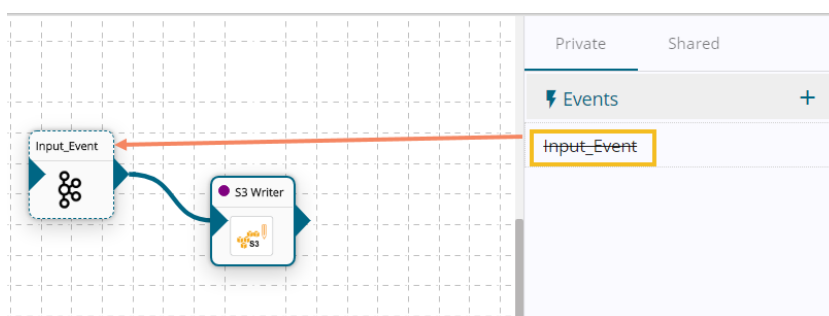 Private Shared
Events +
Input_Event
Input_Event
S3 Writer
S3